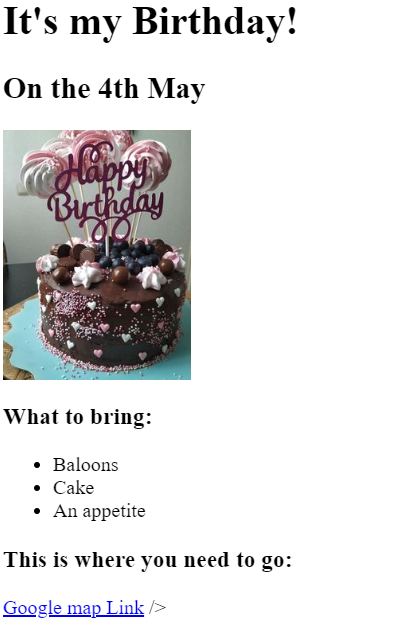 It's my Birthday!
On the 4th May
Happy
Birthday
What to bring:
Baloons
Cake
An appetite
This is where you need to go:
Google map Link />